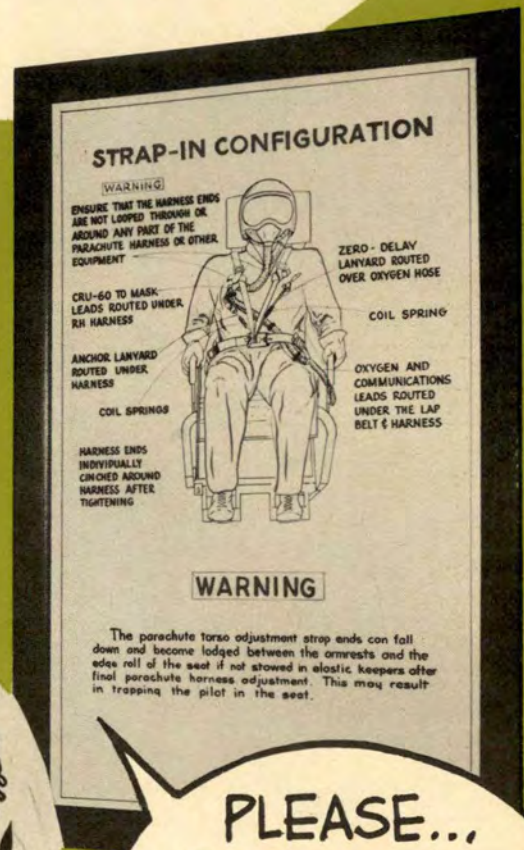 STRAP-IN CONFIGURATION
WARNING
ENSURE THAT THE HARNESS ENDS
ARE NOT LOOPED THROUGH OR
AROUND ANY PART OF THE
PARACHUTE HARNESS OR OTHER
EQUIPMENT
CRU-60 TO MASK
LEADS ROUTED UNDER
RH HARNESS
ANCHOR LANYARD
ROUTED UNDER
HARNESS
COIL SPRINGS
HARNESS ENDS
INDIVIDUALLY
CINCHED AROUND
HARNESS AFTER
TIGHTENING
ZERO - DELAY
LANYARD ROUTED
OVER OXYGEN HOSE
COIL SPRING
OXYGEN AND
COMMUNICATIONS
LEADS ROUTED
UNDER THE LAP
BELT & HARNESS
WARNING
The parachute torso adjustment strap ends can fall
down and become lodged between the armrests and the
edge roll of the seat if not stowed in elastic keepers after
final parachute harness adjustment. This may result
in trapping the pilot in the seat.
PLEASE...